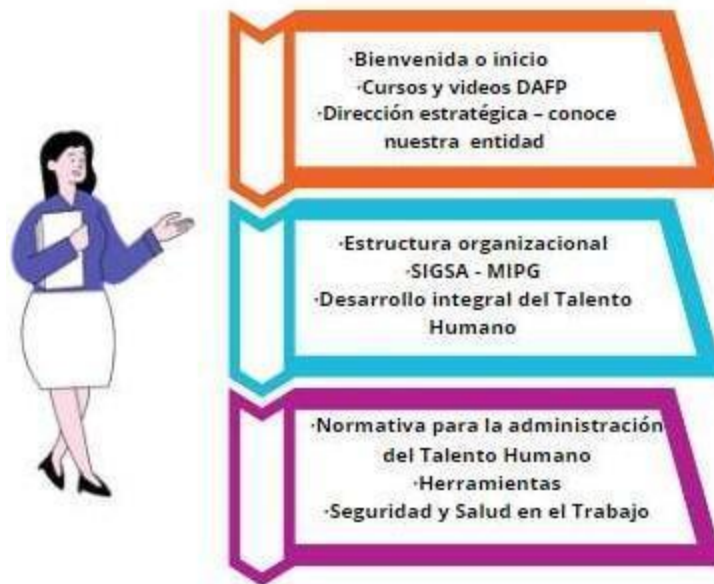 ·Bienvenida o inicio
·Cursos y videos DAFP
·Dirección estratégica – conoce
nuestra entidad
·Estructura organizacional
·SIGSA - MIPG
·Desarrollo integral del Talento
Humano
·Normativa para la administración
del Talento Humano
·Herramientas
·Seguridad y Salud en el Trabajo